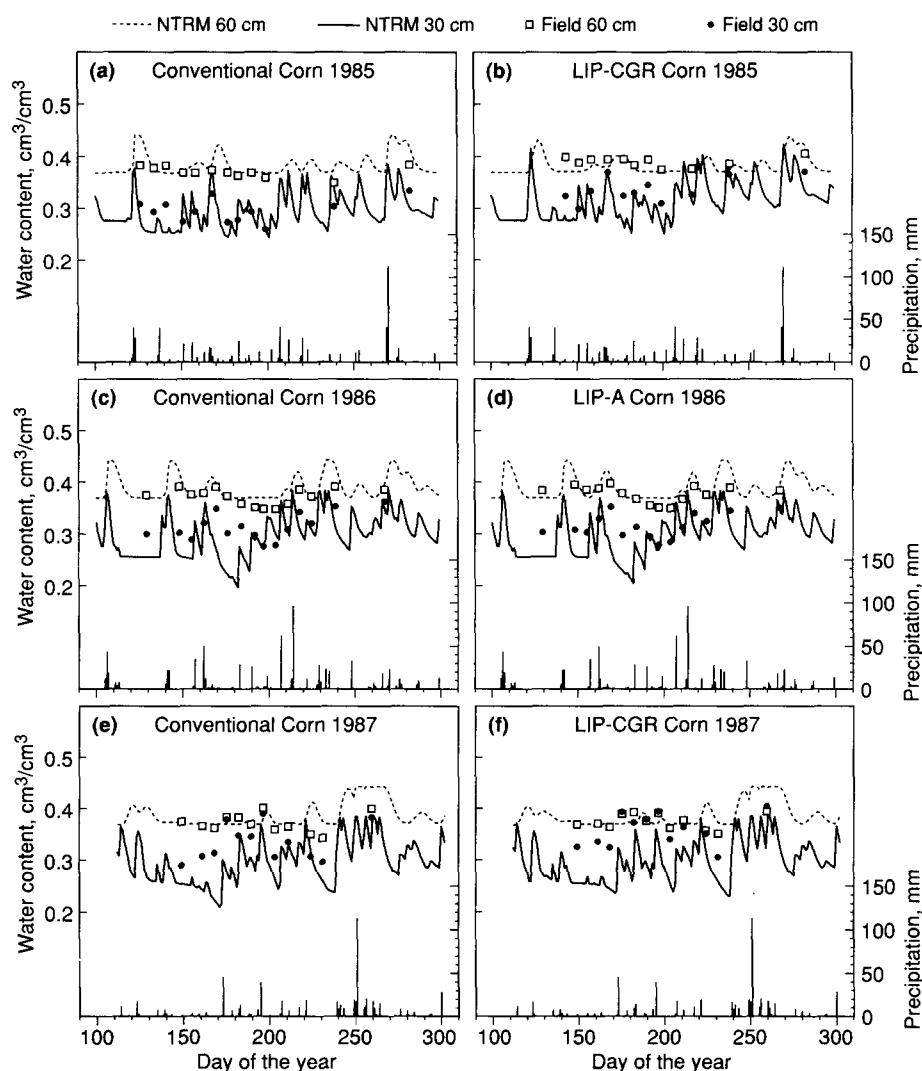 NTRM 60 cm NTRM 30 cm Field 60 cm Field 30 cm
(a) Conventional Corn 1985
(b) LIP-CGR Corn 1985
Water content, cm³/cm³
0.5
0.4
0.3
0.2
150
100
50
0
Precipitation, mm
(c) Conventional Corn 1986
(d) LIP-A Corn 1986
Water content, cm³/cm³
0.5
0.4
0.3
0.2
150
100
50
0
Precipitation, mm
(e) Conventional Corn 1987
(f) LIP-CGR Corn 1987
Water content, cm³/cm³
0.5
0.4
0.3
0.2
150
100
50
0
Precipitation, mm
100 150 200 250 300
100 150 200 250 300
Day of the year
Day of the year